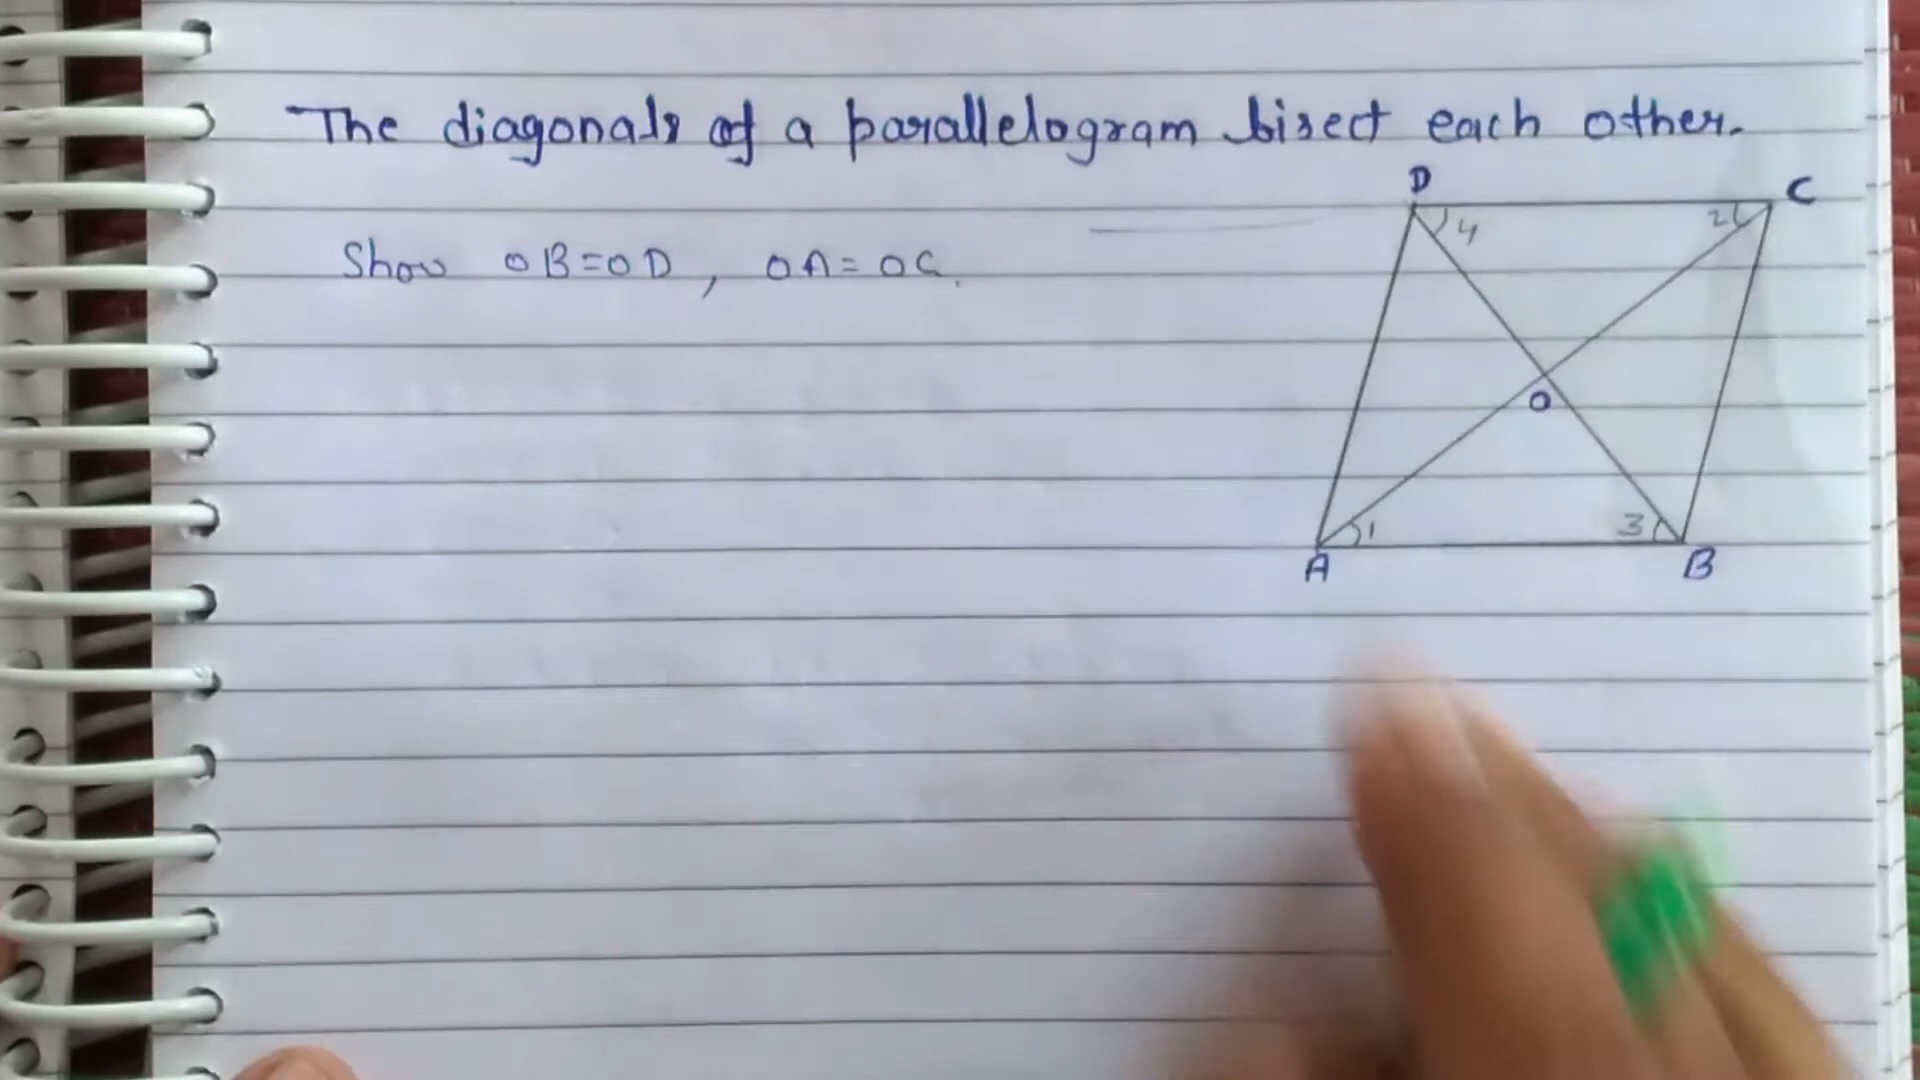 The diagonals of a parallelogram bisect each other.
D C
4 2
Show OB=OD, OA=OC.
O
1 3
A B